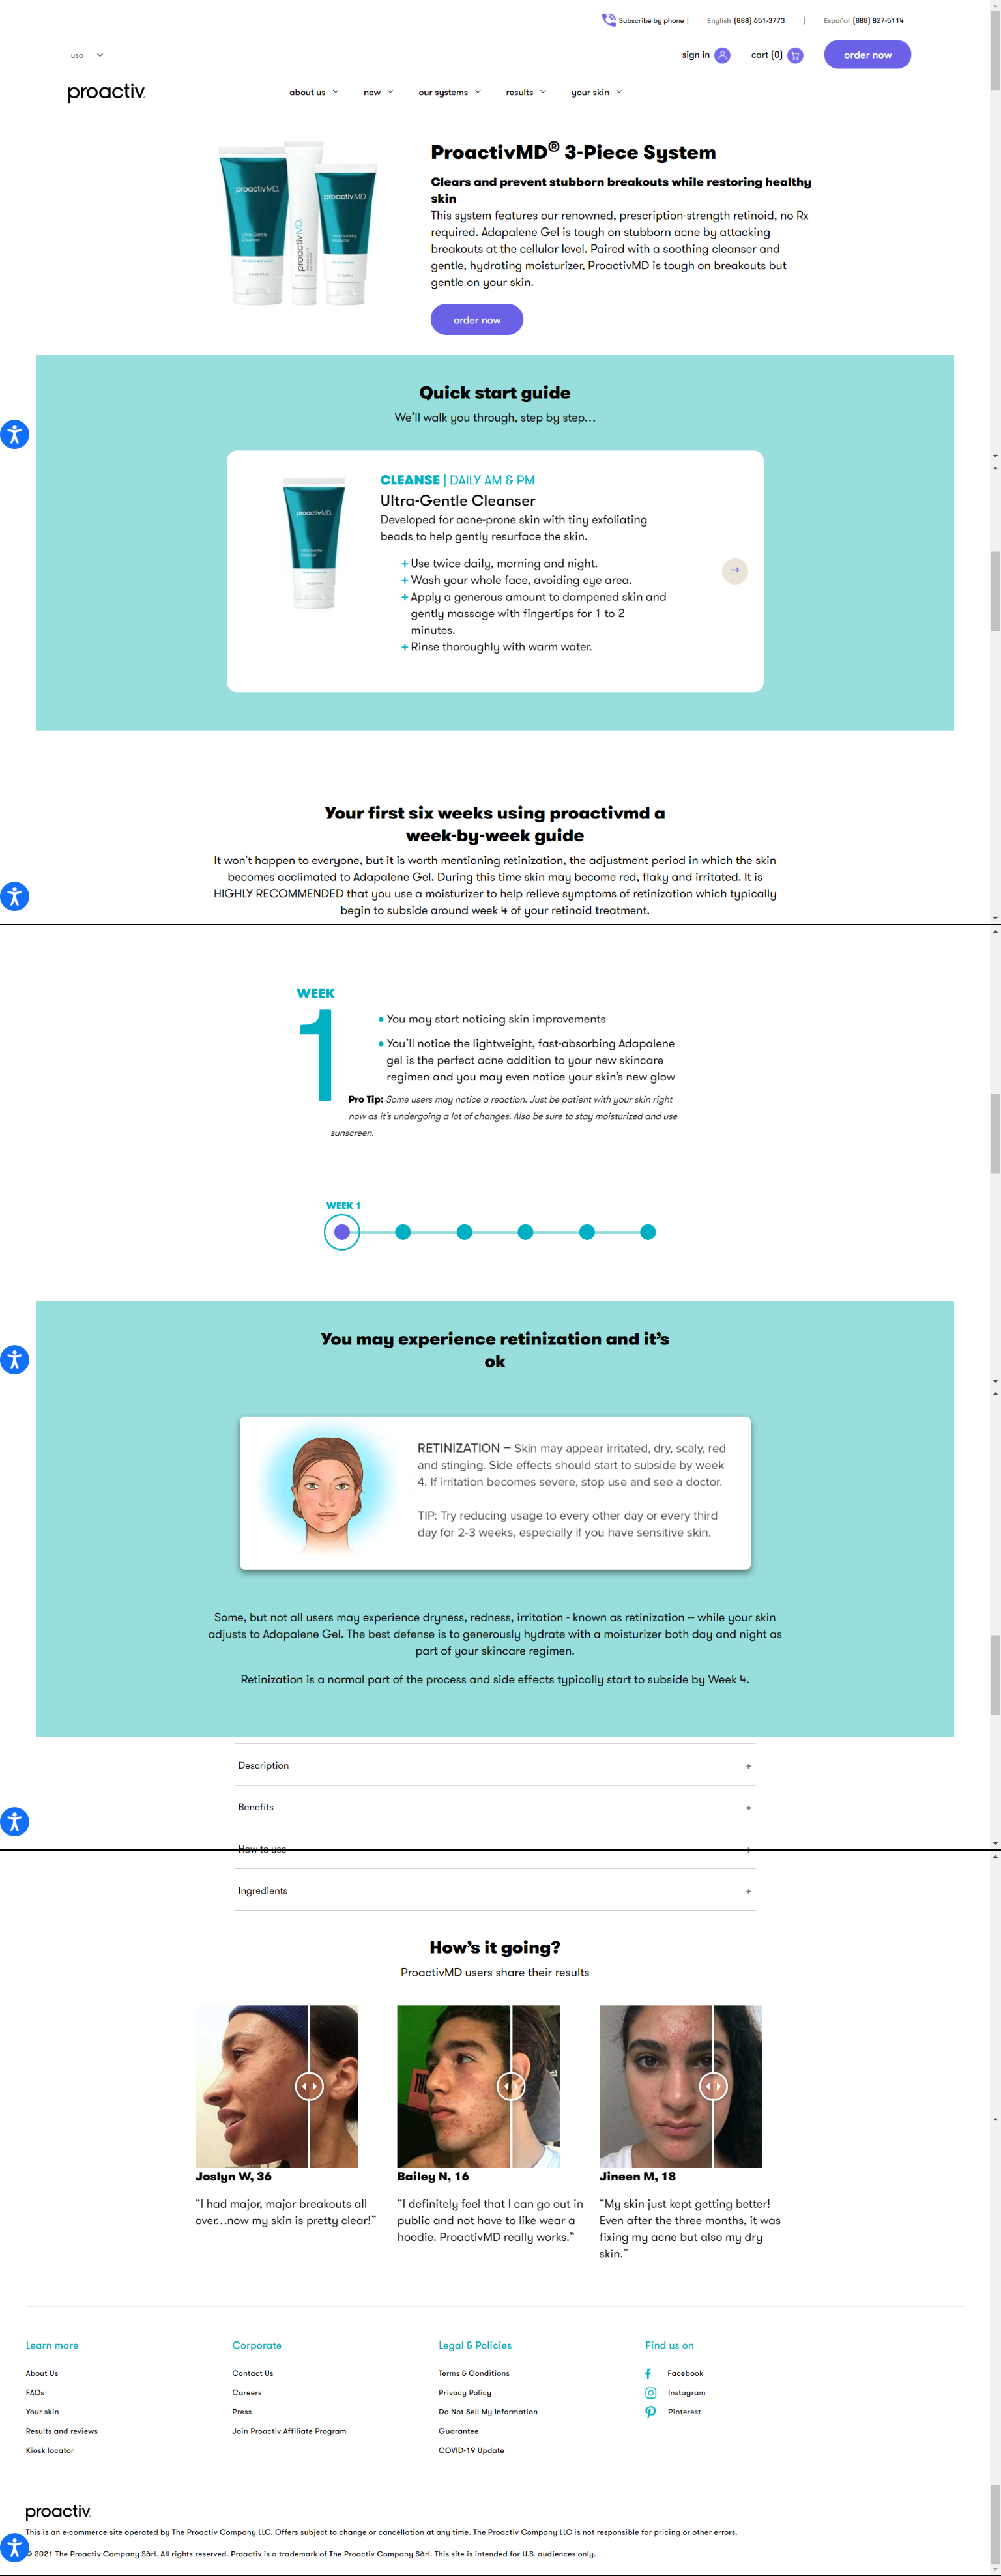 Subscribe by phone | English (888) 651-3773 | Español (888) 827-5114
usa
sign in
cart (0)
order now
proactiv
about us
new
our systems
results
your skin
ProactivMD® 3-Piece System
Clears and prevent stubborn breakouts while restoring healthy
skin
This system features our renowned, prescription-strength retinoid, no Rx
required. Adapalene Gel is tough on stubborn acne by attacking
breakouts at the cellular level. Paired with a soothing cleanser and
gentle, hydrating moisturizer, ProactivMD is tough on breakouts but
gentle on your skin.
order now
proactivMD.
Ultra-Gentle
Cleanser
proactivMD.
proactivMD.
Ultra-Hydrating
Moisturizer
Quick start guide
We'll walk you through, step by step...
proactivMD.
Ultra-Gentle
Cleanser
CLEANSE | DAILY AM & PM
Ultra-Gentle Cleanser
Developed for acne-prone skin with tiny exfoliating
beads to help gently resurface the skin.
+ Use twice daily, morning and night.
+ Wash your whole face, avoiding eye area.
+ Apply a generous amount to dampened skin and
gently massage with fingertips for 1 to 2
minutes.
+ Rinse thoroughly with warm water.
Your first six weeks using proactivmd a
week-by-week guide
It won't happen to everyone, but it is worth mentioning retinization, the adjustment period in which the skin
becomes acclimated to Adapalene Gel. During this time skin may become red, flaky and irritated. It is
HIGHLY RECOMMENDED that you use a moisturizer to help relieve symptoms of retinization which typically
begin to subside around week 4 of your retinoid treatment.
WEEK
1
• You may start noticing skin improvements
• You'll notice the lightweight, fast-absorbing Adapalene
gel is the perfect acne addition to your new skincare
regimen and you may even notice your skin's new glow
Pro Tip: Some users may notice a reaction. Just be patient with your skin right
now as it's undergoing a lot of changes. Also be sure to stay moisturized and use
sunscreen.
WEEK 1
You may experience retinization and it's
ok
RETINIZATION – Skin may appear irritated, dry, scaly, red
and stinging. Side effects should start to subside by week
4. If irritation becomes severe, stop use and see a doctor.
TIP: Try reducing usage to every other day or every third
day for 2-3 weeks, especially if you have sensitive skin.
Some, but not all users may experience dryness, redness, irritation - known as retinization -- while your skin
adjusts to Adapalene Gel. The best defense is to generously hydrate with a moisturizer both day and night as
part of your skincare regimen.
Retinization is a normal part of the process and side effects typically start to subside by Week 4.
Description +
Benefits +
How to use +
Ingredients +
How's it going?
ProactivMD users share their results
Joslyn W, 36
"I had major, major breakouts all
over...now my skin is pretty clear!"
Bailey N, 16
"I definitely feel that I can go out in
public and not have to like wear a
hoodie. ProactivMD really works."
Jineen M, 18
"My skin just kept getting better!
Even after the three months, it was
fixing my acne but also my dry
skin."
Learn more
About Us
FAQs
Your skin
Results and reviews
Kiosk locator
Corporate
Contact Us
Careers
Press
Join Proactiv Affiliate Program
Legal & Policies
Terms & Conditions
Privacy Policy
Do Not Sell My Information
Guarantee
COVID-19 Update
Find us on
Facebook
Instagram
Pinterest
proactiv
This is an e-commerce site operated by The Proactiv Company LLC. Offers subject to change or cancellation at any time. The Proactiv Company LLC is not responsible for pricing or other errors.
© 2021 The Proactiv Company Sàrl. All rights reserved. Proactiv is a trademark of The Proactiv Company Sàrl. This site is intended for U.S. audiences only.